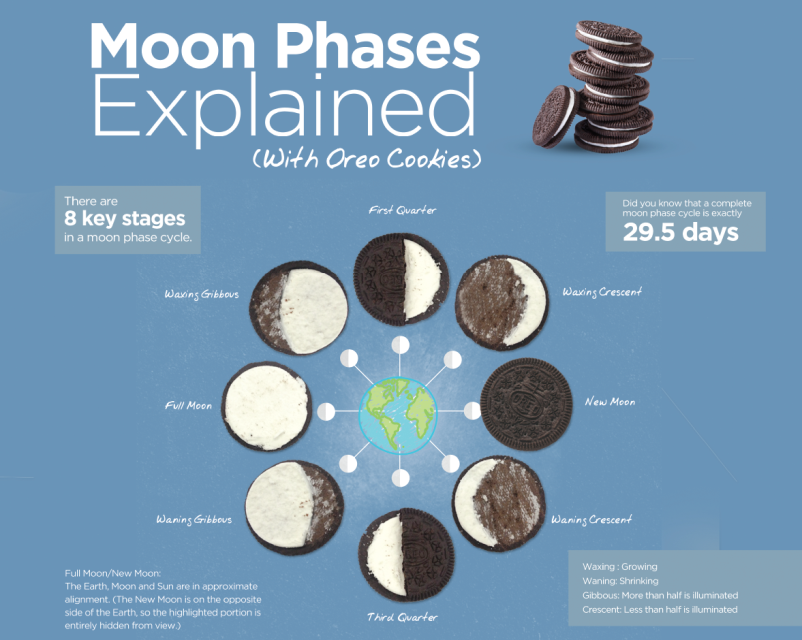 Moon Phases
Explained
(With Oreo Cookies)
There are
8 key stages
in a moon phase cycle.
Did you know that a complete
moon phase cycle is exactly
29.5 days
First Quarter
Waxing Gibbous
Waxing Crescent
Full Moon
New Moon
Waning Gibbous
Waning Crescent
Third Quarter
Full Moon/New Moon:
The Earth, Moon and Sun are in approximate
alignment. (The New Moon is on the opposite
side of the Earth, so the highlighted portion is
entirely hidden from view.)
Waxing : Growing
Waning: Shrinking
Gibbous: More than half is illuminated
Crescent: Less than half is illuminated